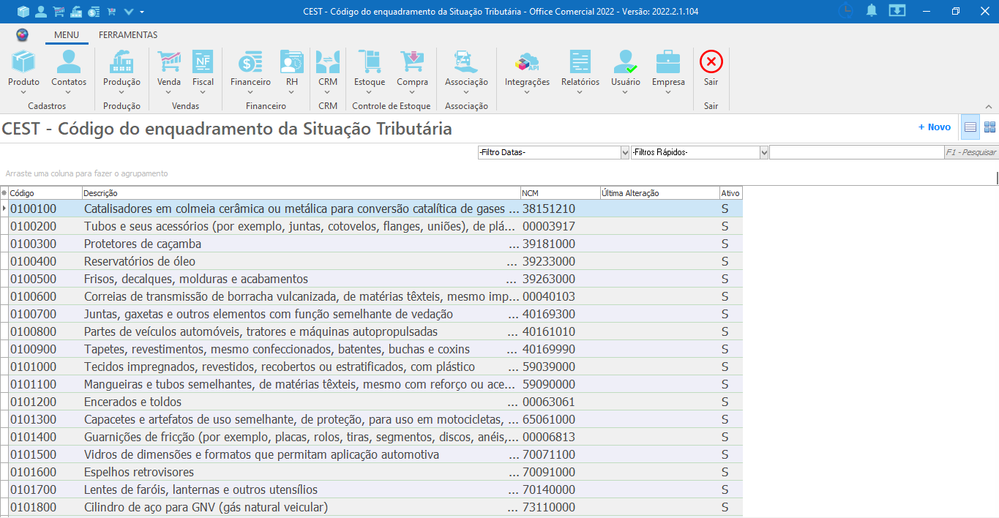 CEST - Código do enquadramento da Situação Tributária - Office Comercial 2022 - Versão: 2022.2.1.104
MENU FERRAMENTAS
Produto Contatos Produção Venda Fiscal Financeiro RH CRM Estoque Compra Associação Integrações Relatórios Usuário Empresa Sair
Cadastros Produção Vendas Financeiro CRM Controle de Estoque Associação Sair
CEST - Código do enquadramento da Situação Tributária
+ Novo
-Filtro Datas- -Filtros Rápidos- F1 - Pesquisar
Arraste uma coluna para fazer o agrupamento
Código Descrição NCM Última Alteração Ativo
0100100 Catalisadores em colmeia cerâmica ou metálica para conversão catalítica de gases ... 38151210 S
0100200 Tubos e seus acessórios (por exemplo, juntas, cotovelos, flanges, uniões), de plá... 00003917 S
0100300 Protetores de caçamba ... 39181000 S
0100400 Reservatórios de óleo ... 39233000 S
0100500 Frisos, decalques, molduras e acabamentos ... 39263000 S
0100600 Correias de transmissão de borracha vulcanizada, de matérias têxteis, mesmo imp... 00040103 S
0100700 Juntas, gaxetas e outros elementos com função semelhante de vedação ... 40169300 S
0100800 Partes de veículos automóveis, tratores e máquinas autopropulsadas ... 40161010 S
0100900 Tapetes, revestimentos, mesmo confeccionados, batentes, buchas e coxins ... 40169990 S
0101000 Tecidos impregnados, revestidos, recobertos ou estratificados, com plástico ... 59039000 S
0101100 Mangueiras e tubos semelhantes, de matérias têxteis, mesmo com reforço ou ace... 59090000 S
0101200 Encerados e toldos ... 00063061 S
0101300 Capacetes e artefatos de uso semelhante, de proteção, para uso em motocicletas, ... 65061000 S
0101400 Guarnições de fricção (por exemplo, placas, rolos, tiras, segmentos, discos, anéis,... 00006813 S
0101500 Vidros de dimensões e formatos que permitam aplicação automotiva ... 70071100 S
0101600 Espelhos retrovisores ... 70091000 S
0101700 Lentes de faróis, lanternas e outros utensílios ... 70140000 S
0101800 Cilindro de aço para GNV (gás natural veicular) ... 73110000 S